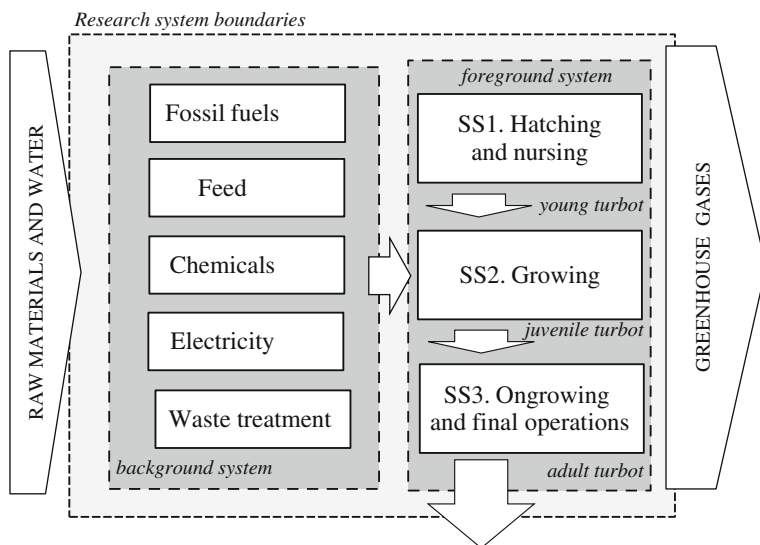 Research system boundaries
RAW MATERIALS AND WATER
Fossil fuels
Feed
Chemicals
Electricity
Waste treatment
background system
foreground system
SS1. Hatching
and nursing
young turbot
SS2. Growing
juvenile turbot
SS3. Ongrowing
and final operations
adult turbot
GREENHOUSE GASES